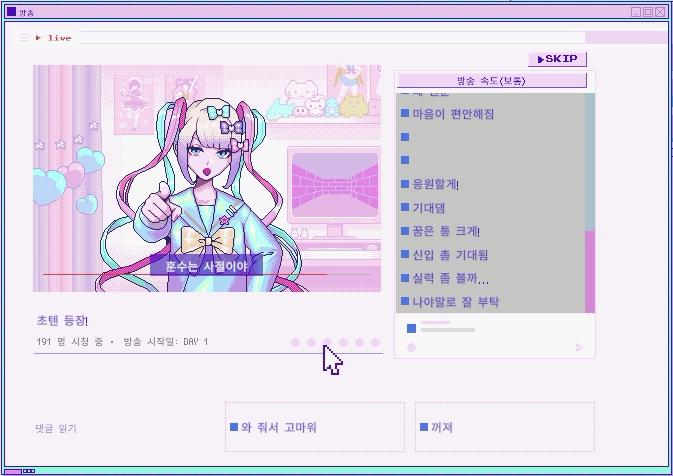 방송
live
SKIP
방송 속도(보통)
마음이 편안해짐
응원할게!
기대댐
꿈은 통 크게!
신입 좀 기대됨
실력 좀 볼까...
나야말로 잘 부탁
훈수는 사절이야
초텐 등장!
191 명 시청 중 · 방송 시작일: DAY 1
댓글 읽기
와 줘서 고마워
꺼져